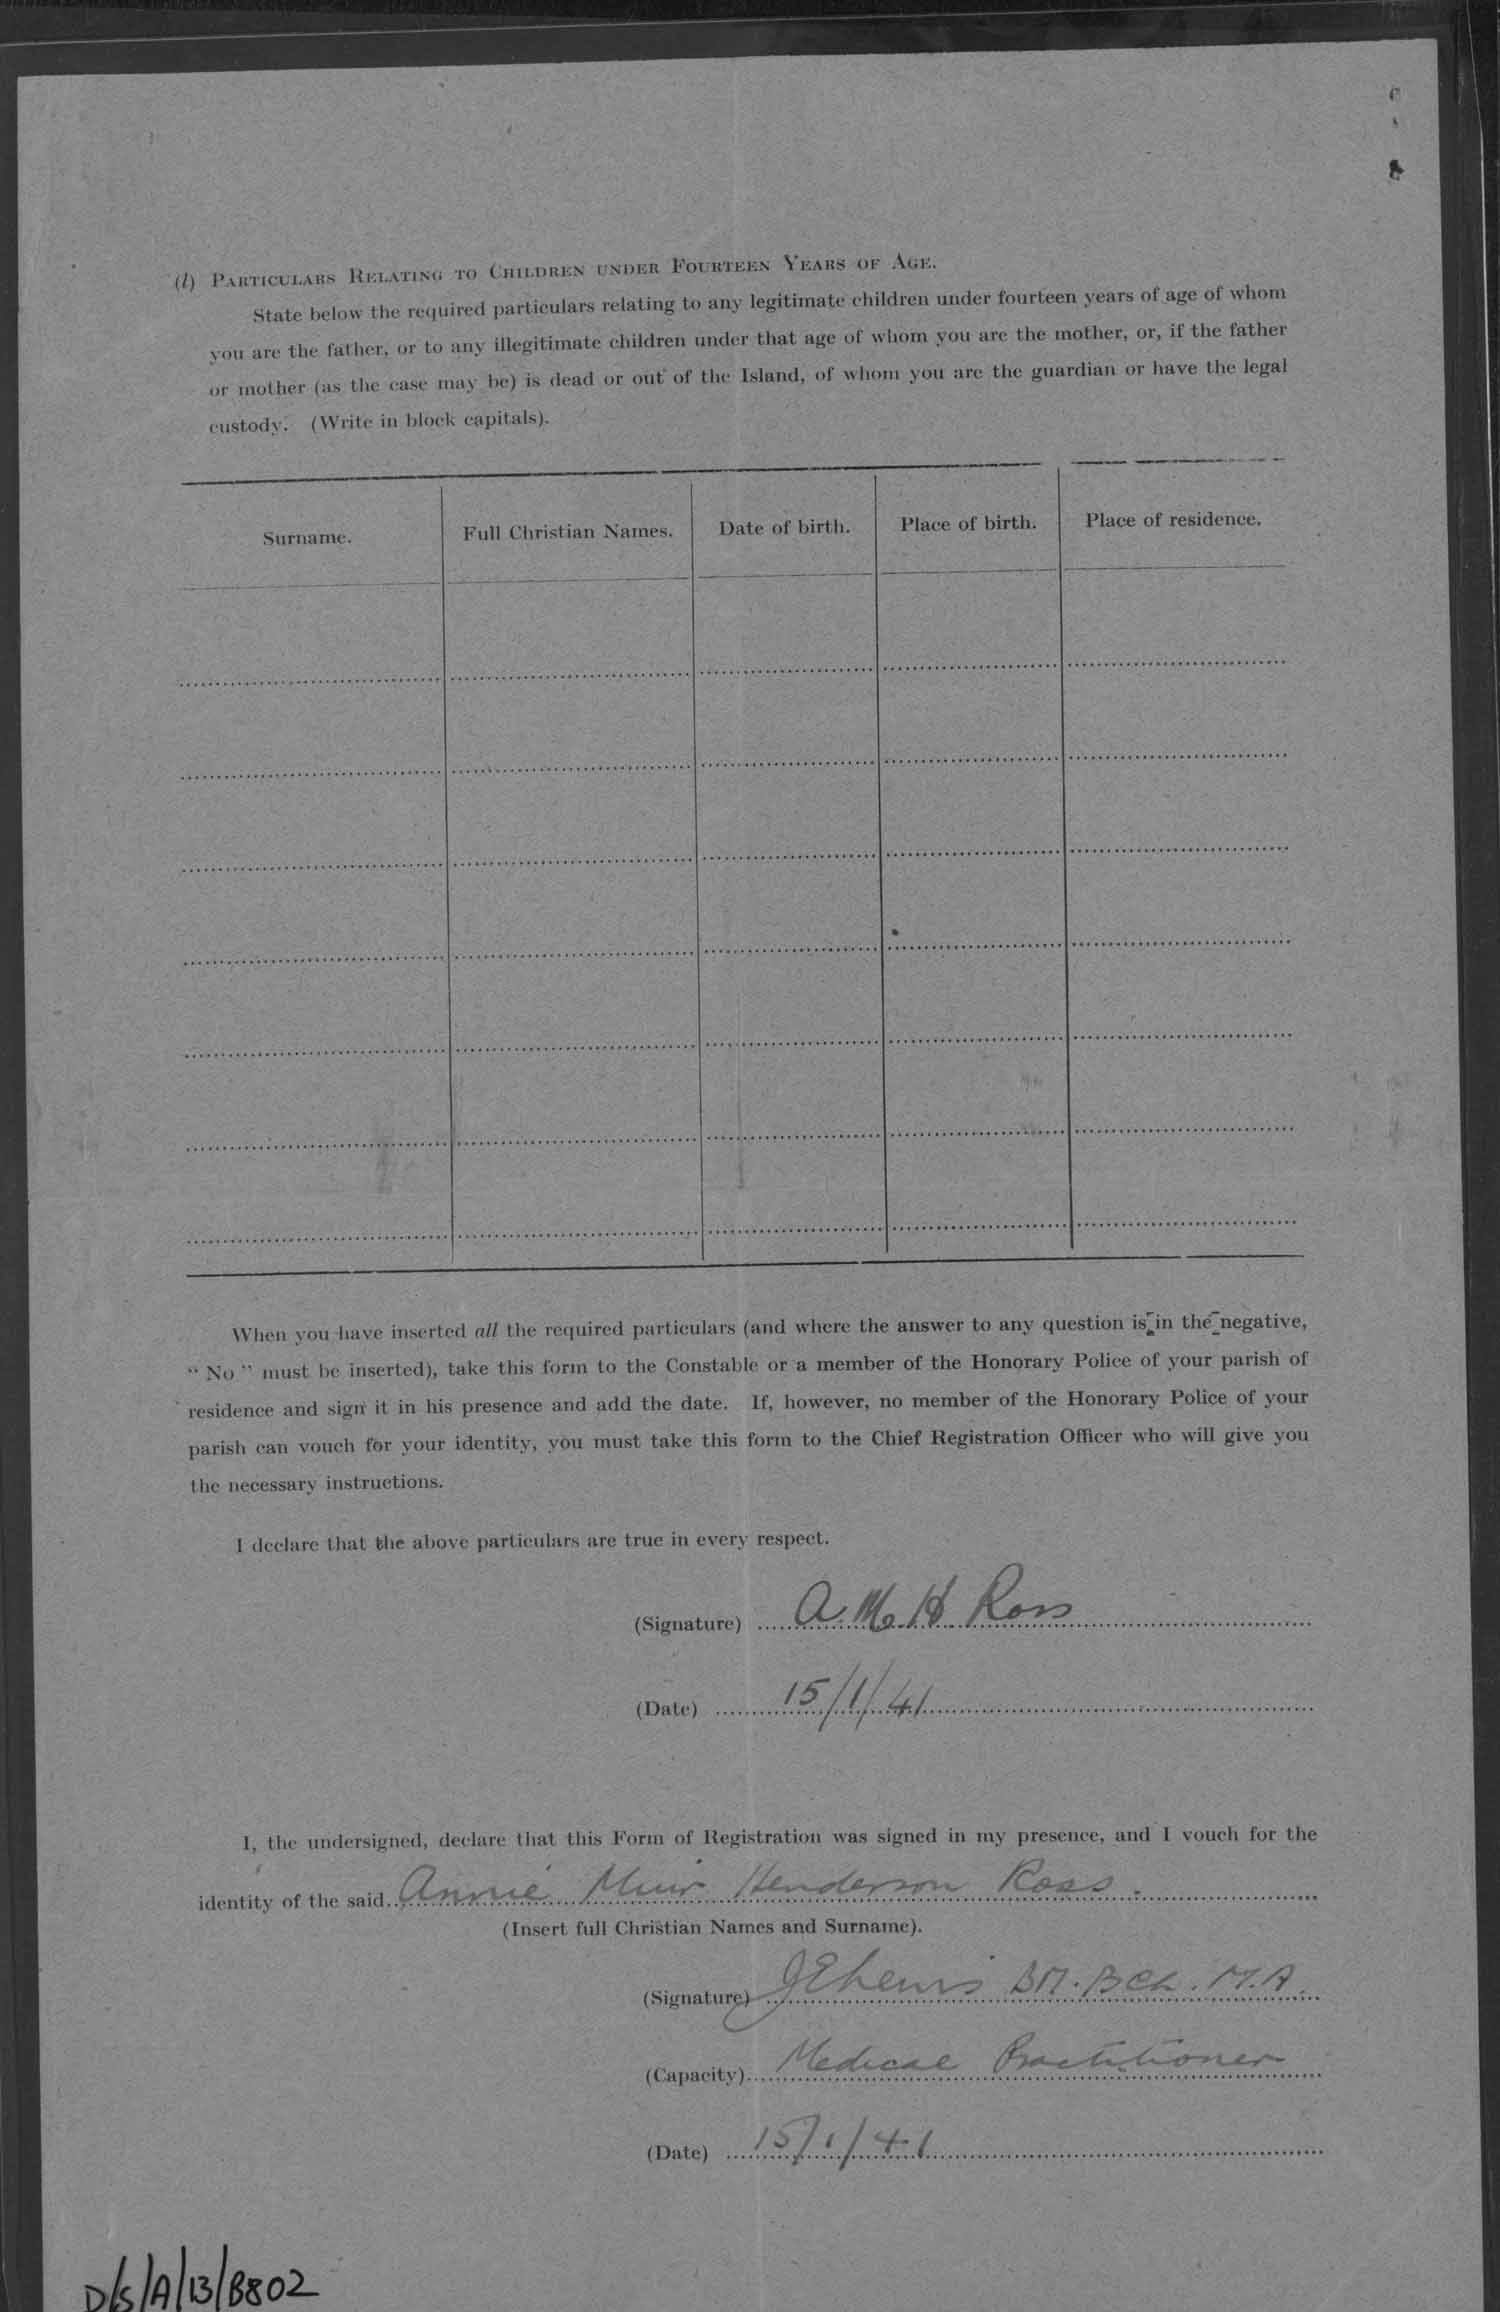 (l) PARTICULARS RELATING TO CHILDREN UNDER FOURTEEN YEARS OF AGE.
State below the required particulars relating to any legitimate children under fourteen years of age of whom
you are the father, or to any illegitimate children under that age of whom you are the mother, or, if the father
or mother (as the case may be) is dead or out of the Island, of whom you are the guardian or have the legal
custody. (Write in block capitals).
Surname. Full Christian Names. Date of birth. Place of birth. Place of residence.
When you have inserted all the required particulars (and where the answer to any question is in the negative,
“ No ” must be inserted), take this form to the Constable or a member of the Honorary Police of your parish of
residence and sign it in his presence and add the date. If, however, no member of the Honorary Police of your
parish can vouch for your identity, you must take this form to the Chief Registration Officer who will give you
the necessary instructions.
I declare that the above particulars are true in every respect.
(Signature) A. M. H. Ross
(Date) 15/1/41
I, the undersigned, declare that this Form of Registration was signed in my presence, and I vouch for the
identity of the said Annie Muir Henderson Ross.
(Insert full Christian Names and Surname).
(Signature) J E Lewis BM. BCh. M.A.
(Capacity) Medical Practitioner
(Date) 15/1/41
D/S/A/13/B802